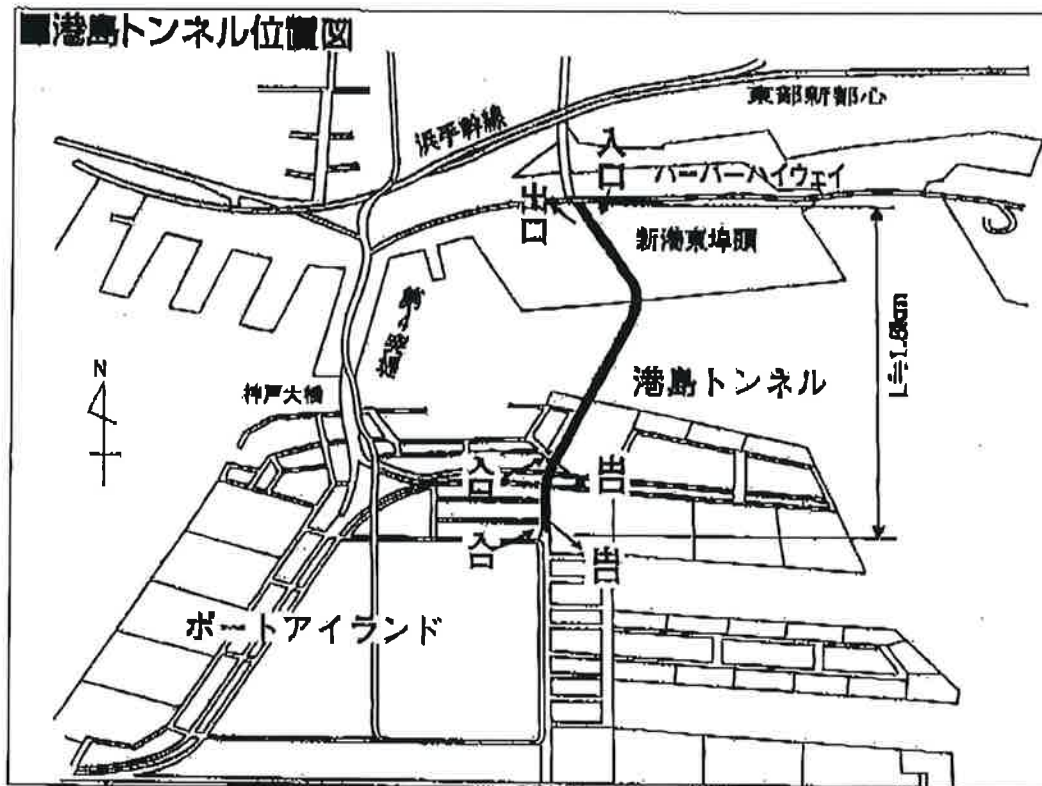 ■港島トンネル位置図
東部新都心
浜手幹線
入口
ハーバーハイウェイ
出口
新港東埠頭
L≒1.8km
N
神戸大橋
港島トンネル
入口
出口
入口
出口
ポートアイランド